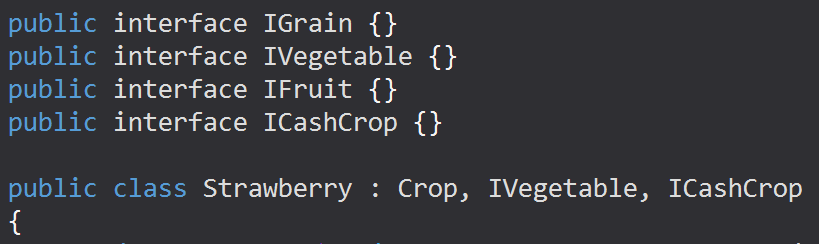 public interface IGrain {}
public interface IVegetable {}
public interface IFruit {}
public interface ICashCrop {}
public class Strawberry : Crop, IVegetable, ICashCrop
{